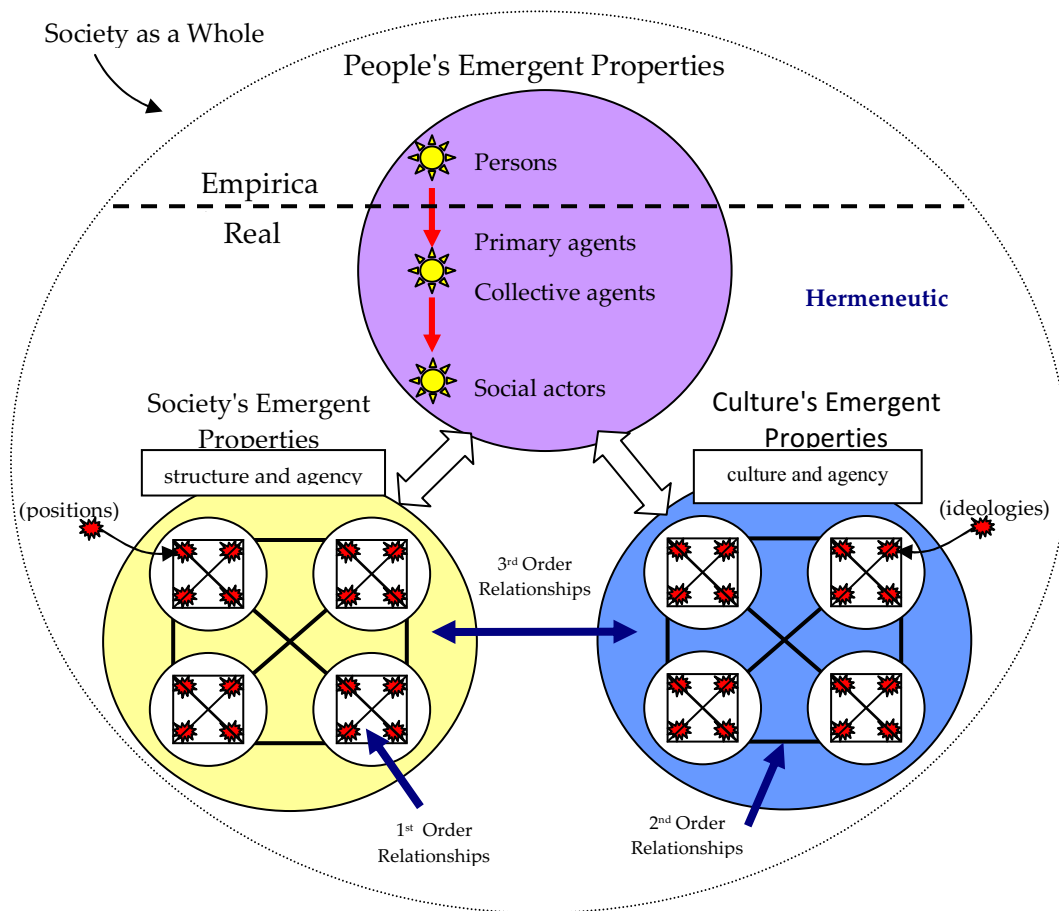 Society as a Whole
People's Emergent Properties
Persons
Empirica
Real
Primary agents
Collective agents
Hermeneutic
Social actors
Society's Emergent
Properties
Culture's Emergent
Properties
structure and agency
culture and agency
(positions)
(ideologies)
3rd Order
Relationships
1st Order
Relationships
2nd Order
Relationships